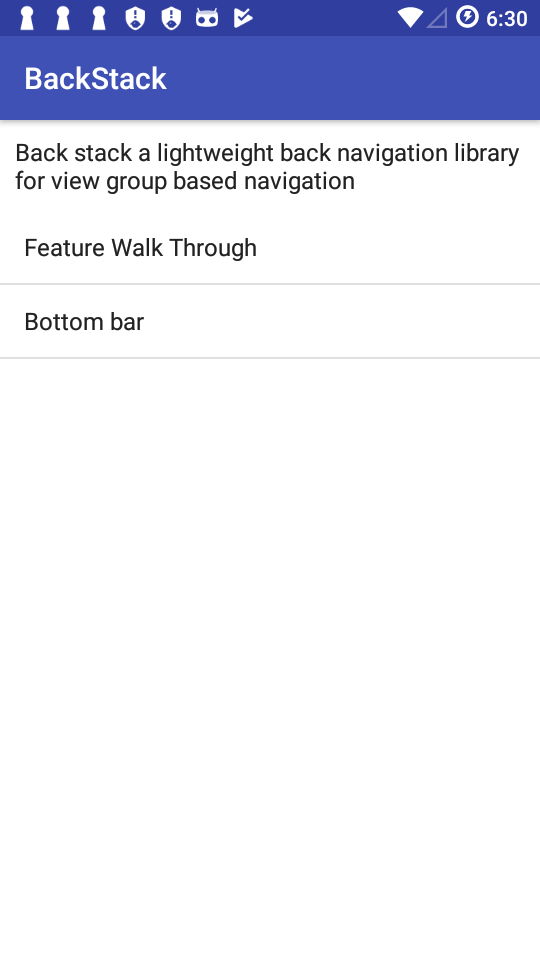 6:30
BackStack
Back stack a lightweight back navigation library
for view group based navigation
Feature Walk Through
Bottom bar